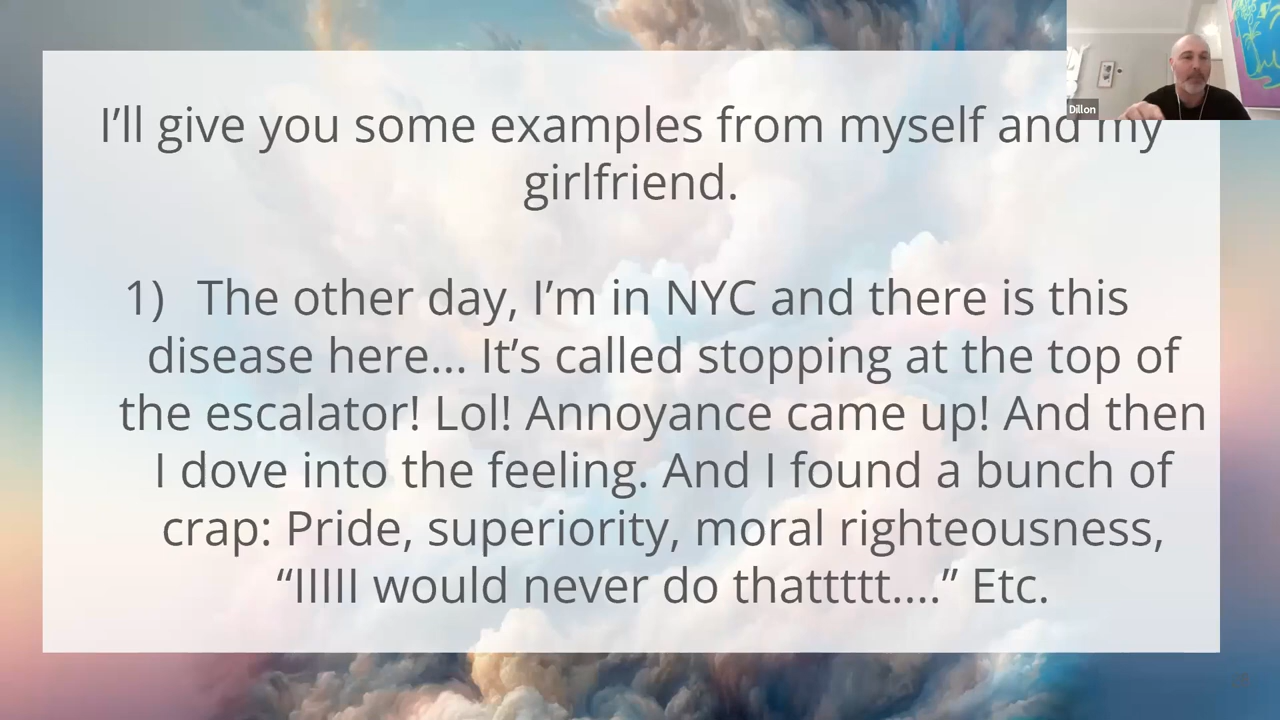 Dillon
I’ll give you some examples from myself and my
girlfriend.
1) The other day, I’m in NYC and there is this
disease here... It’s called stopping at the top of
the escalator! Lol! Annoyance came up! And then
I dove into the feeling. And I found a bunch of
crap: Pride, superiority, moral righteousness,
“IIIII would never do thattttt....” Etc.